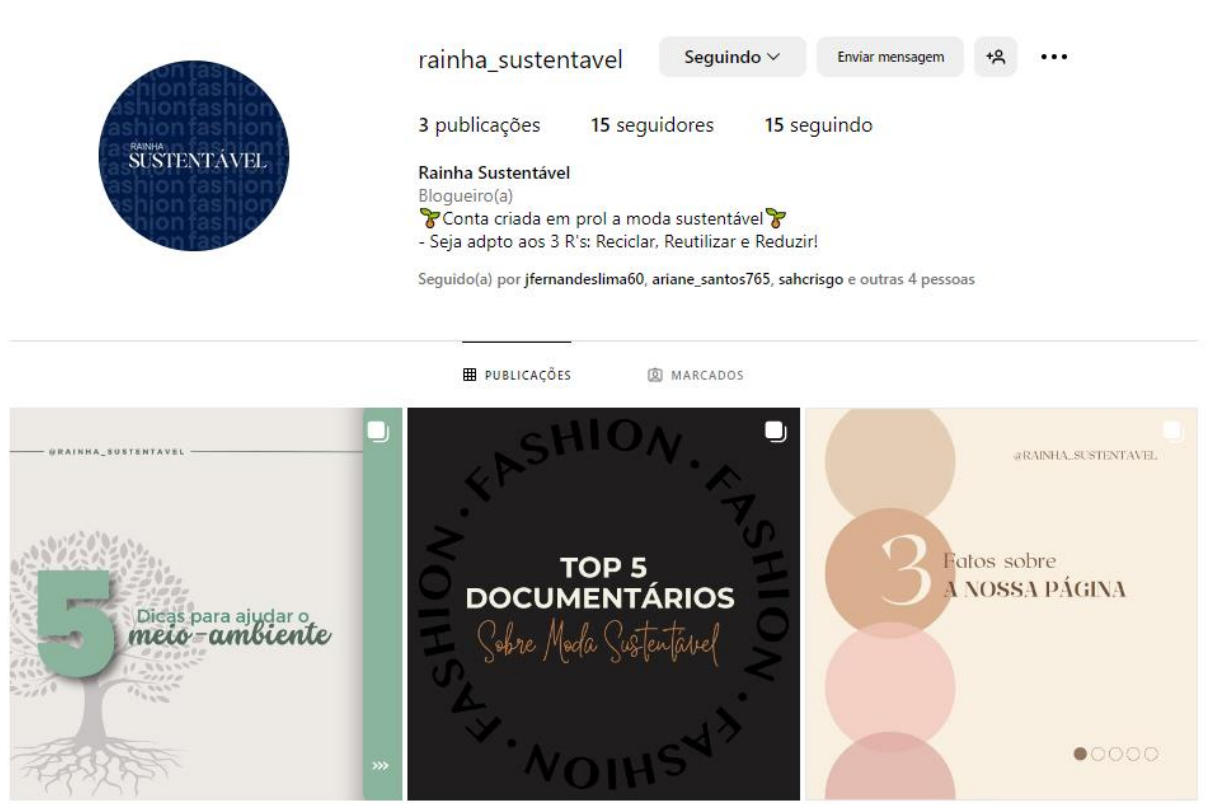 rainha_sustentavel Seguindo Enviar mensagem
3 publicações 15 seguidores 15 seguindo
RAINHA
SUSTENTÁVEL
Rainha Sustentável
Blogueiro(a)
Conta criada em prol a moda sustentável
- Seja adpto aos 3 R's: Reciclar, Reutilizar e Reduzir!
Seguido(a) por jfernandeslima60, ariane_santos765, sahcrisgo e outras 4 pessoas
PUBLICAÇÕES MARCADOS
@RAINHA_SUSTENTAVEL
5
Dicas para ajudar o
meio-ambiente
>>>
FASHION · FASHION · FASHION · FASHION ·
TOP 5
DOCUMENTÁRIOS
Sobre Moda Sustentável
@RAINHA_SUSTENTAVEL
3 Fatos sobre
A NOSSA PÁGINA